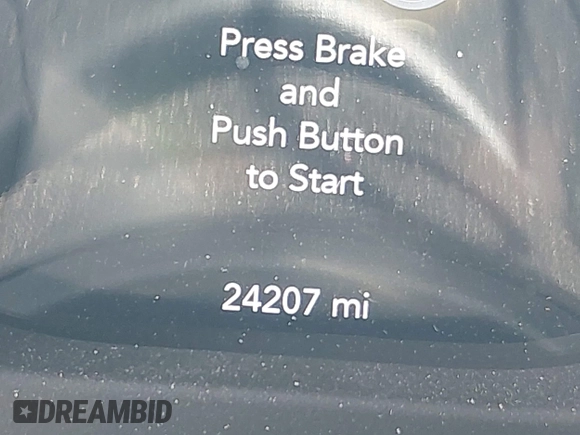 Press Brake
and
Push Button
to Start
24207 mi
DREAMBID